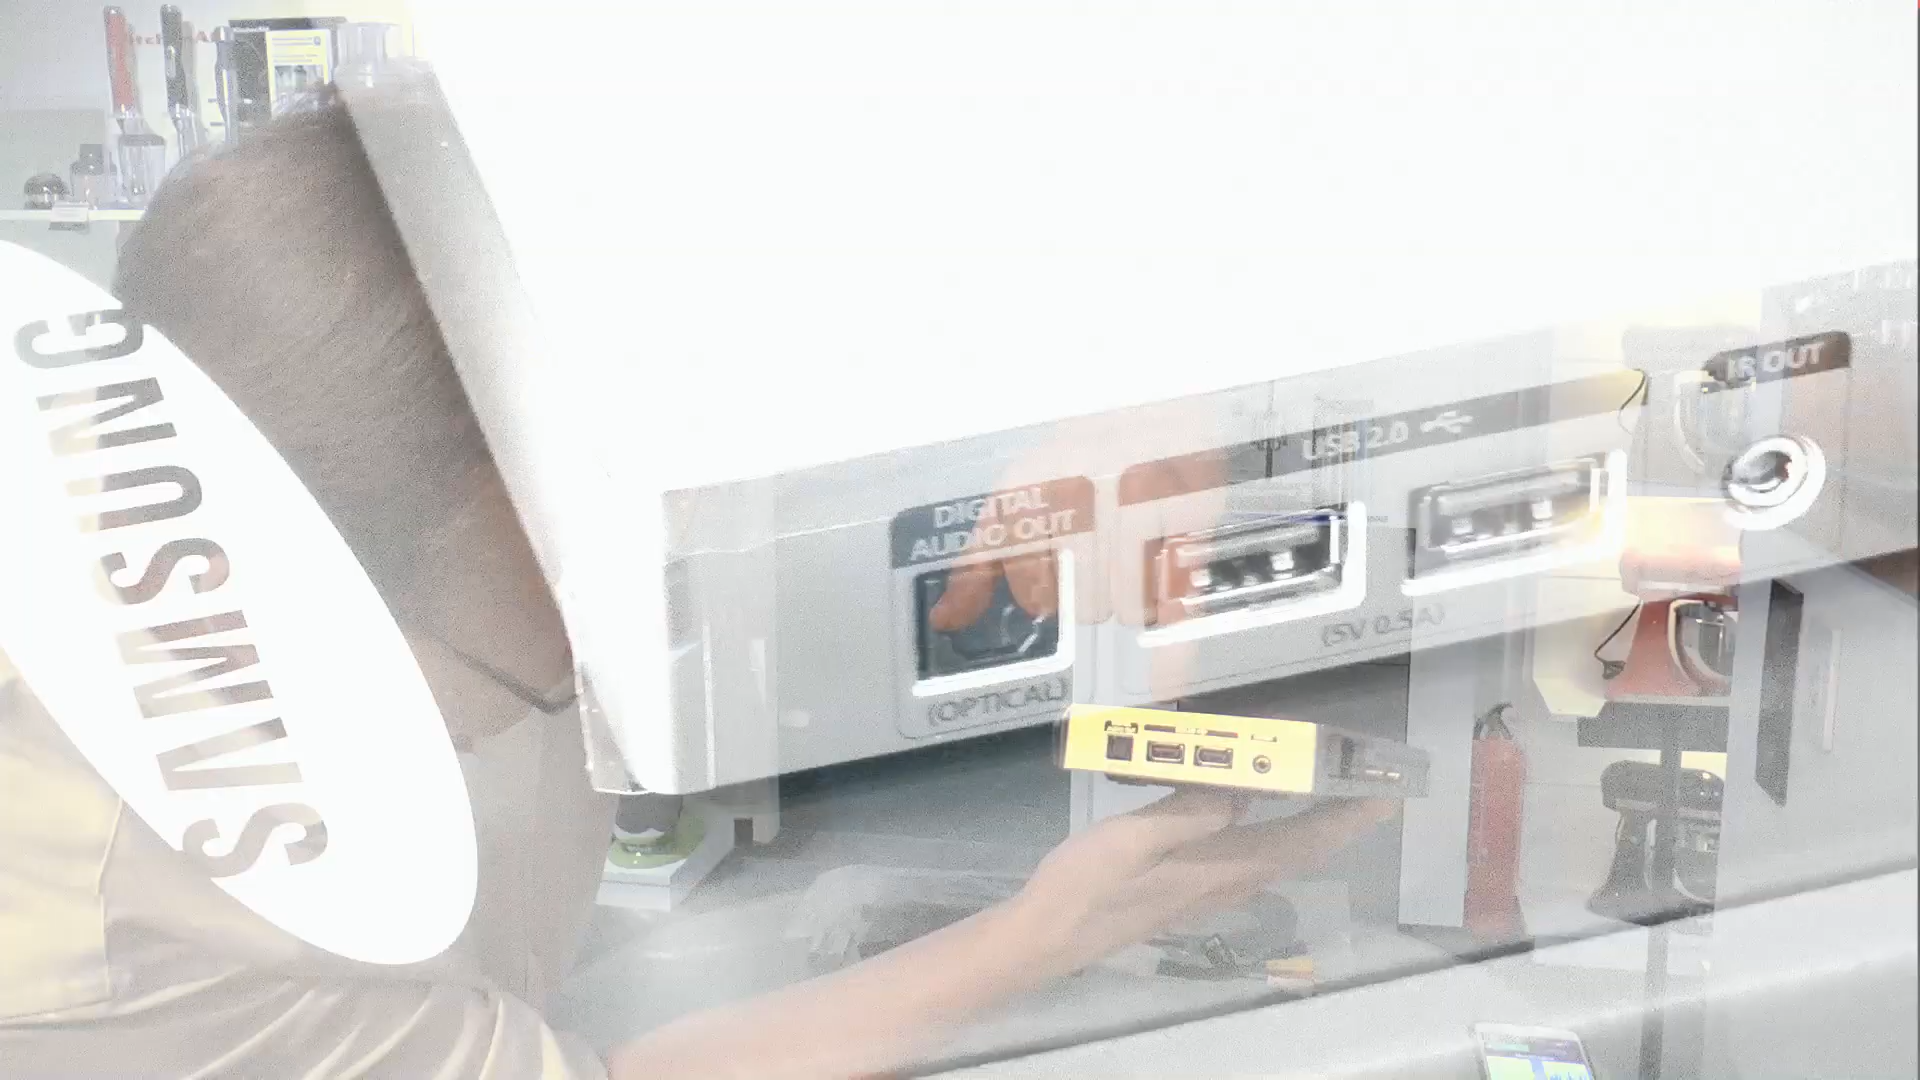 SAMSUNG
DIGITAL
AUDIO OUT
(OPTICAL)
USB 2.0
(5V 0.5A)
IR OUT